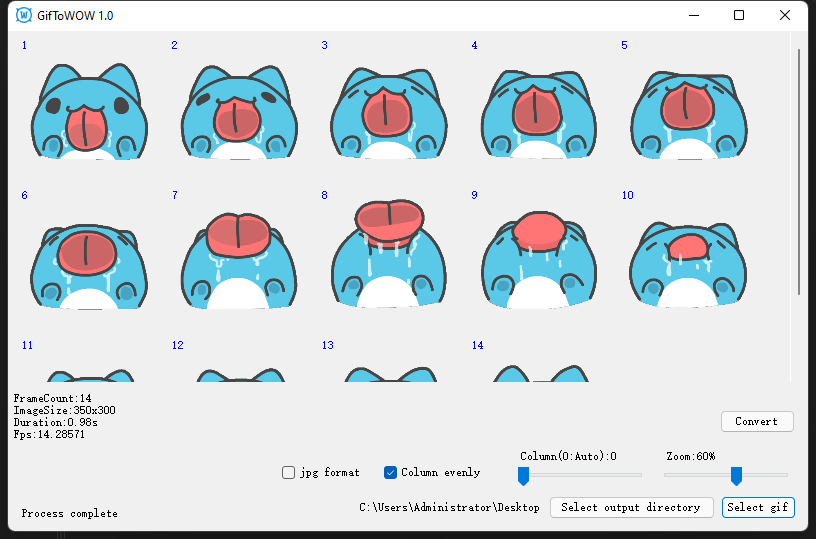 GifToWOW 1.0
1 2 3 4 5
6 7 8 9 10
11 12 13 14
FrameCount:14
ImageSize:350x300
Duration:0.98s
Fps:14.28571
Convert
Column(0:Auto):0 Zoom:60%
jpg format Column evenly
C:\Users\Administrator\Desktop Select output directory Select gif
Process complete